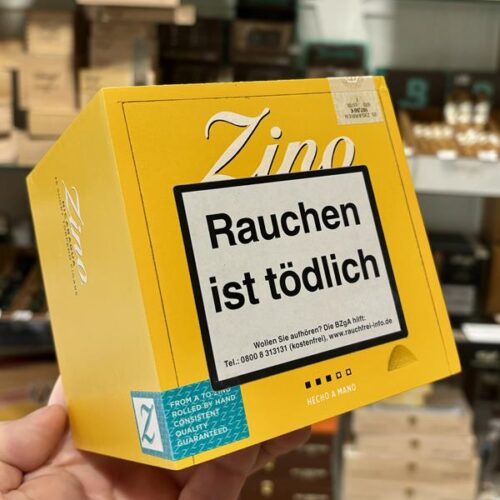 Zino
Rauchen
ist tödlich
Wollen Sie aufhören? Die BZgA hilft:
Tel.: 0800 8 313131 (kostenfrei), www.rauchfrei-info.de
HECHO A MANO
Zino
FROM A TO ZINO
ROLLED BY HAND
CONSISTENT
QUALITY
GUARANTEED
Z